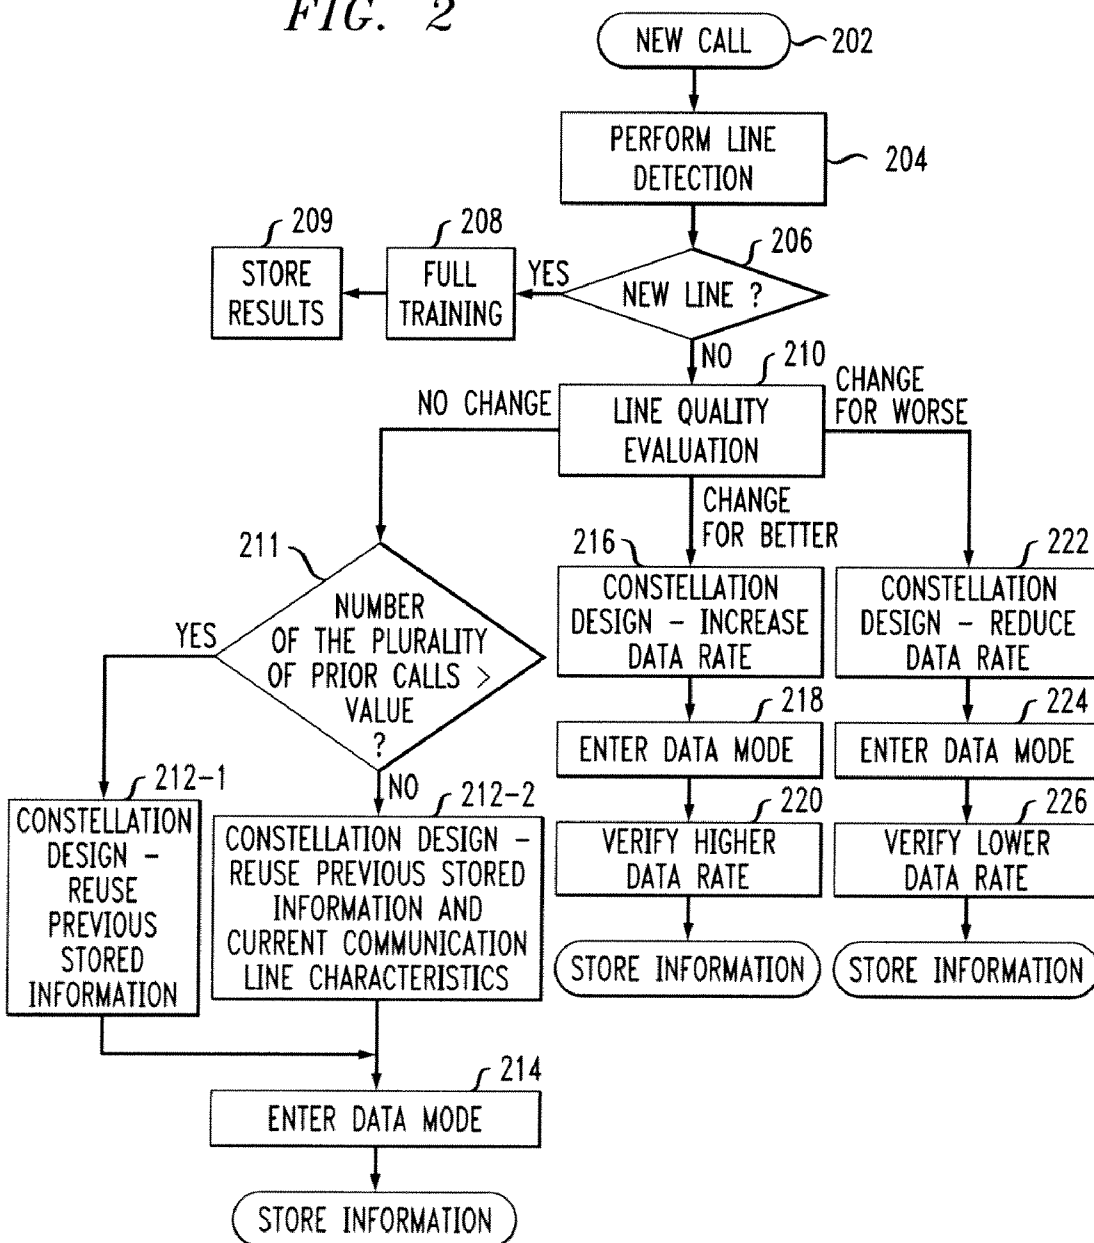 FIG. 2
NEW CALL
202
PERFORM LINE
DETECTION
204
206
NEW LINE ?
YES
208
FULL
TRAINING
209
STORE
RESULTS
NO
210
LINE QUALITY
EVALUATION
NO CHANGE
CHANGE
FOR WORSE
CHANGE
FOR BETTER
211
NUMBER
OF THE PLURALITY
OF PRIOR CALLS >
VALUE
?
YES
NO
212-1
CONSTELLATION
DESIGN -
REUSE
PREVIOUS
STORED
INFORMATION
212-2
CONSTELLATION DESIGN -
REUSE PREVIOUS STORED
INFORMATION AND
CURRENT COMMUNICATION
LINE CHARACTERISTICS
214
ENTER DATA MODE
STORE INFORMATION
216
CONSTELLATION
DESIGN - INCREASE
DATA RATE
218
ENTER DATA MODE
220
VERIFY HIGHER
DATA RATE
STORE INFORMATION
222
CONSTELLATION
DESIGN - REDUCE
DATA RATE
224
ENTER DATA MODE
226
VERIFY LOWER
DATA RATE
STORE INFORMATION